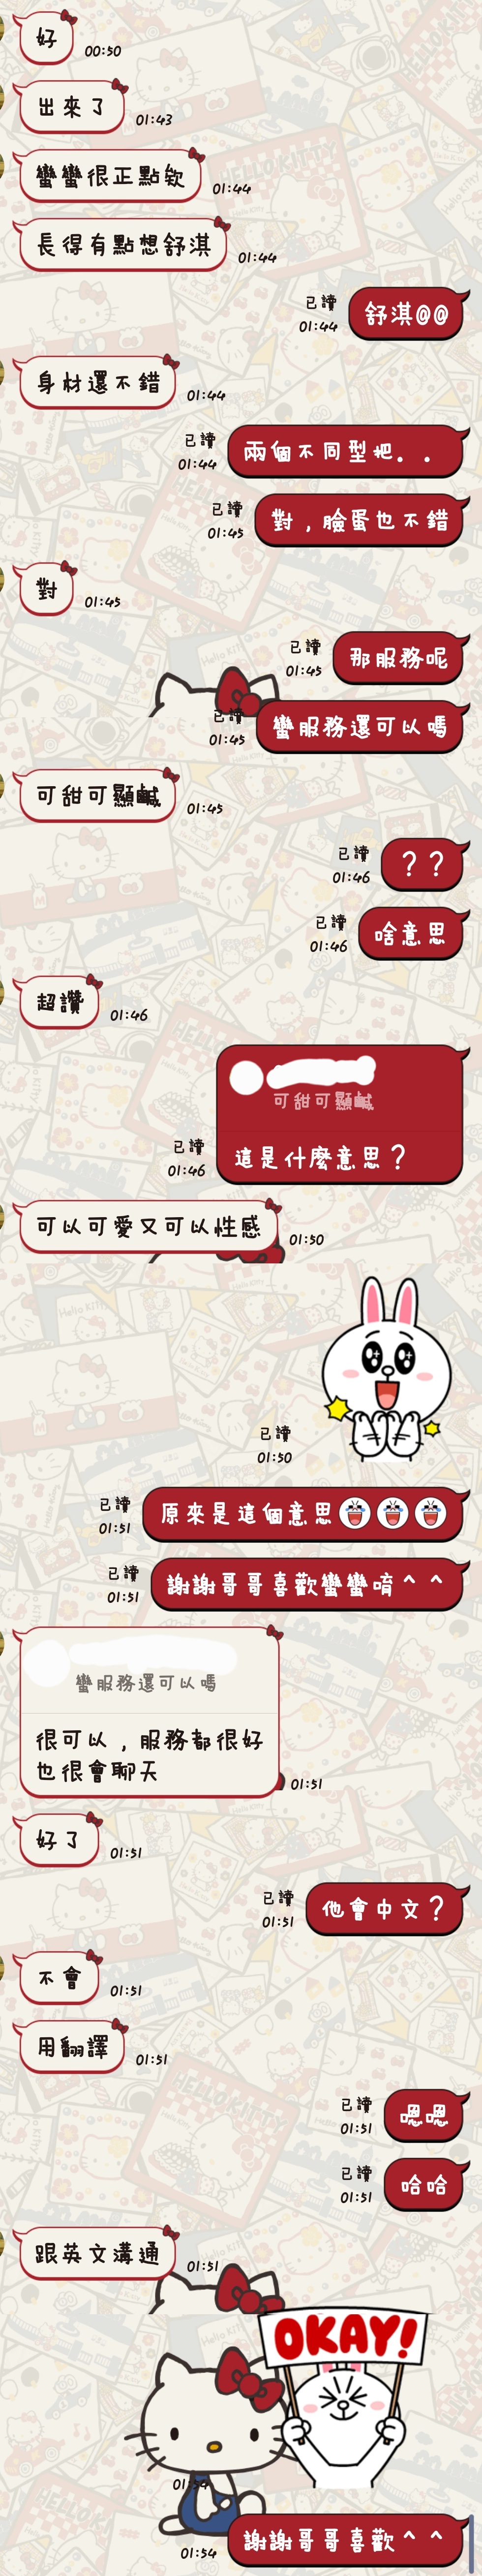 好
00:50
出來了
01:43
蠻蠻很正點欸
01:44
長得有點想舒淇
01:44
已讀
01:44
舒淇@@
身材還不錯
01:44
已讀
01:44
兩個不同型把..
已讀
01:45
對,臉蛋也不錯
對
01:45
已讀
01:45
那服務呢
已讀
01:45
蠻服務還可以嗎
可甜可顯鹹
01:45
已讀
01:46
??
已讀
01:46
啥意思
超讚
01:46
可甜可顯鹹
已讀
01:46
這是什麼意思?
可以可愛又可以性感
01:50
已讀
01:50
已讀
01:51
原來是這個意思
已讀
01:51
謝謝哥哥喜歡蠻蠻唷^^
蠻服務還可以嗎
很可以,服務都很好
也很會聊天
01:51
好了
01:51
已讀
01:51
他會中文?
不會
01:51
用翻譯
01:51
已讀
01:51
嗯嗯
已讀
01:51
哈哈
跟英文溝通
01:51
OKAY!
01:54
01:54
謝謝哥哥喜歡^^